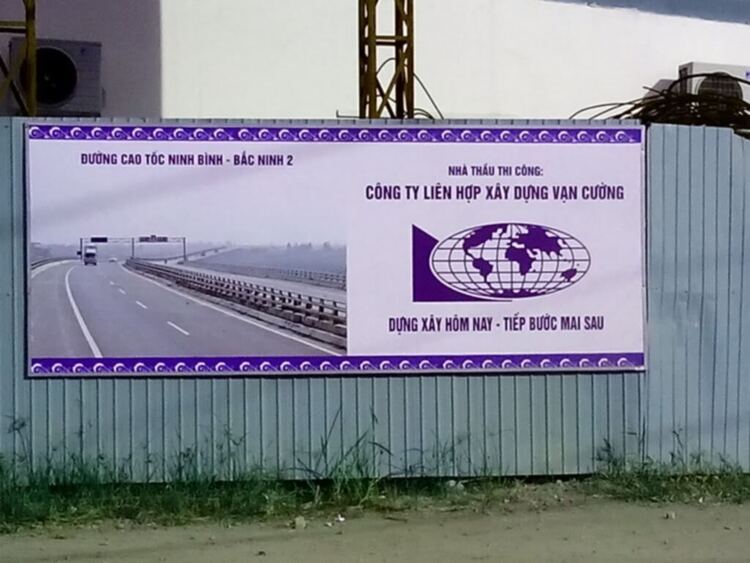 ĐƯỜNG CAO TỐC NINH BÌNH - BẮC NINH 2
NHÀ THẦU THI CÔNG:
CÔNG TY LIÊN HỢP XÂY DỰNG VẠN CƯỜNG
DỰNG XÂY HÔM NAY - TIẾP BƯỚC MAI SAU